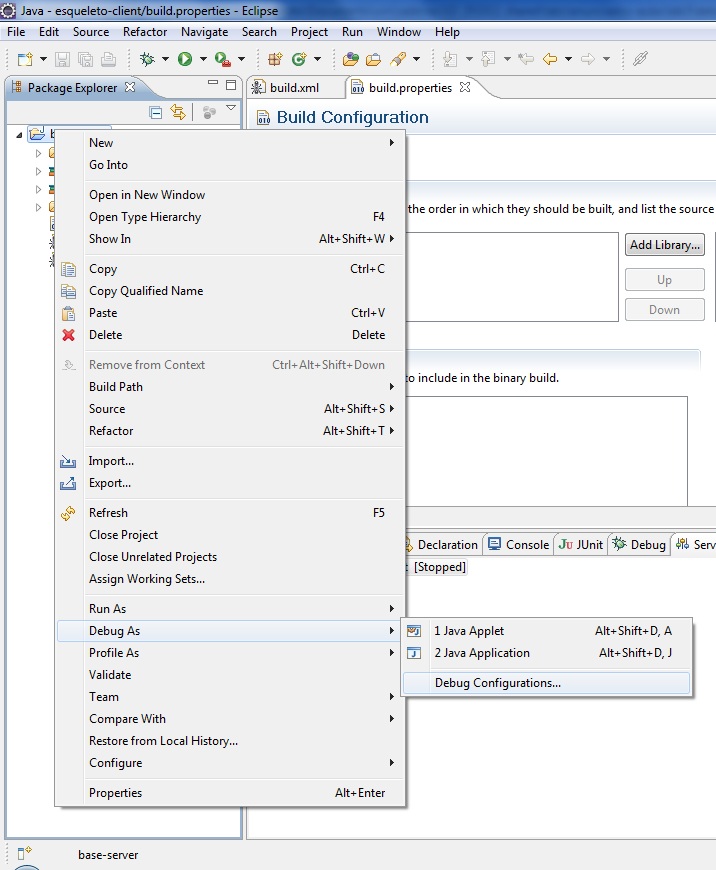 Java - esqueleto-client/build.properties - Eclipse
File Edit Source Refactor Navigate Search Project Run Window Help
Package Explorer
build.xml build.properties
Build Configuration
New
Go Into
Open in New Window
Open Type Hierarchy F4
the order in which they should be built, and list the source
Show In Alt+Shift+W
Add Library...
Copy Ctrl+C
Up
Copy Qualified Name
Paste Ctrl+V
Down
Delete Delete
Remove from Context Ctrl+Alt+Shift+Down
to include in the binary build.
Build Path
Source Alt+Shift+S
Refactor Alt+Shift+T
Import...
Export...
Refresh F5
Close Project
Declaration Console JUnit Debug Serv
Close Unrelated Projects
[Stopped]
Assign Working Sets...
Run As
Debug As
1 Java Applet Alt+Shift+D, A
Profile As
2 Java Application Alt+Shift+D, J
Validate
Debug Configurations...
Team
Compare With
Restore from Local History...
Configure
Properties Alt+Enter
base-server